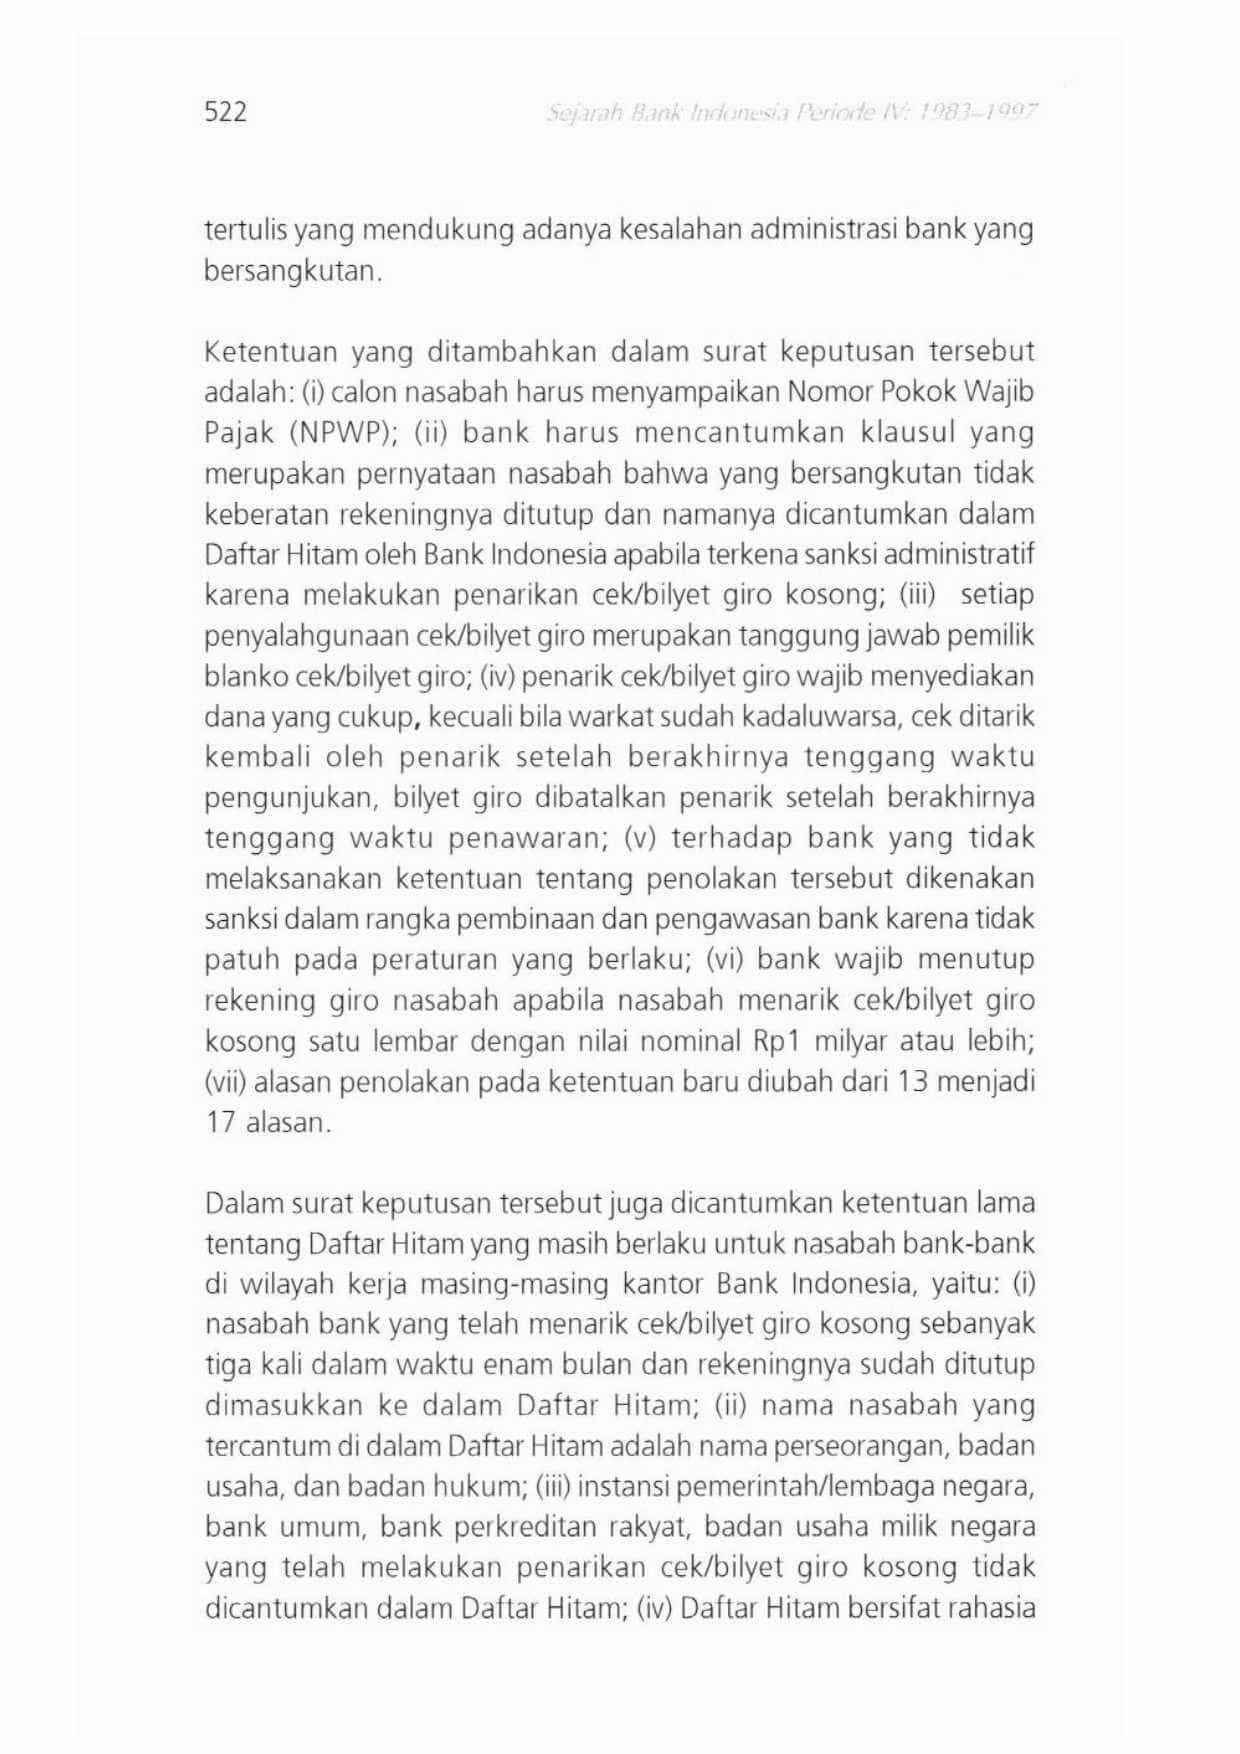 522
Sejarah Bank Indonesia Periode IV: 1983–1997
tertulis yang mendukung adanya kesalahan administrasi bank yang
bersangkutan.
Ketentuan yang ditambahkan dalam surat keputusan tersebut
adalah: (i) calon nasabah harus menyampaikan Nomor Pokok Wajib
Pajak (NPWP); (ii) bank harus mencantumkan klausul yang
merupakan pernyataan nasabah bahwa yang bersangkutan tidak
keberatan rekeningnya ditutup dan namanya dicantumkan dalam
Daftar Hitam oleh Bank Indonesia apabila terkena sanksi administratif
karena melakukan penarikan cek/bilyet giro kosong; (iii) setiap
penyalahgunaan cek/bilyet giro merupakan tanggung jawab pemilik
blanko cek/bilyet giro; (iv) penarik cek/bilyet giro wajib menyediakan
dana yang cukup, kecuali bila warkat sudah kadaluwarsa, cek ditarik
kembali oleh penarik setelah berakhirnya tenggang waktu
pengunjukan, bilyet giro dibatalkan penarik setelah berakhirnya
tenggang waktu penawaran; (v) terhadap bank yang tidak
melaksanakan ketentuan tentang penolakan tersebut dikenakan
sanksi dalam rangka pembinaan dan pengawasan bank karena tidak
patuh pada peraturan yang berlaku; (vi) bank wajib menutup
rekening giro nasabah apabila nasabah menarik cek/bilyet giro
kosong satu lembar dengan nilai nominal Rp1 milyar atau lebih;
(vii) alasan penolakan pada ketentuan baru diubah dari 13 menjadi
17 alasan.
Dalam surat keputusan tersebut juga dicantumkan ketentuan lama
tentang Daftar Hitam yang masih berlaku untuk nasabah bank-bank
di wilayah kerja masing-masing kantor Bank Indonesia, yaitu: (i)
nasabah bank yang telah menarik cek/bilyet giro kosong sebanyak
tiga kali dalam waktu enam bulan dan rekeningnya sudah ditutup
dimasukkan ke dalam Daftar Hitam; (ii) nama nasabah yang
tercantum di dalam Daftar Hitam adalah nama perseorangan, badan
usaha, dan badan hukum; (iii) instansi pemerintah/lembaga negara,
bank umum, bank perkreditan rakyat, badan usaha milik negara
yang telah melakukan penarikan cek/bilyet giro kosong tidak
dicantumkan dalam Daftar Hitam; (iv) Daftar Hitam bersifat rahasia